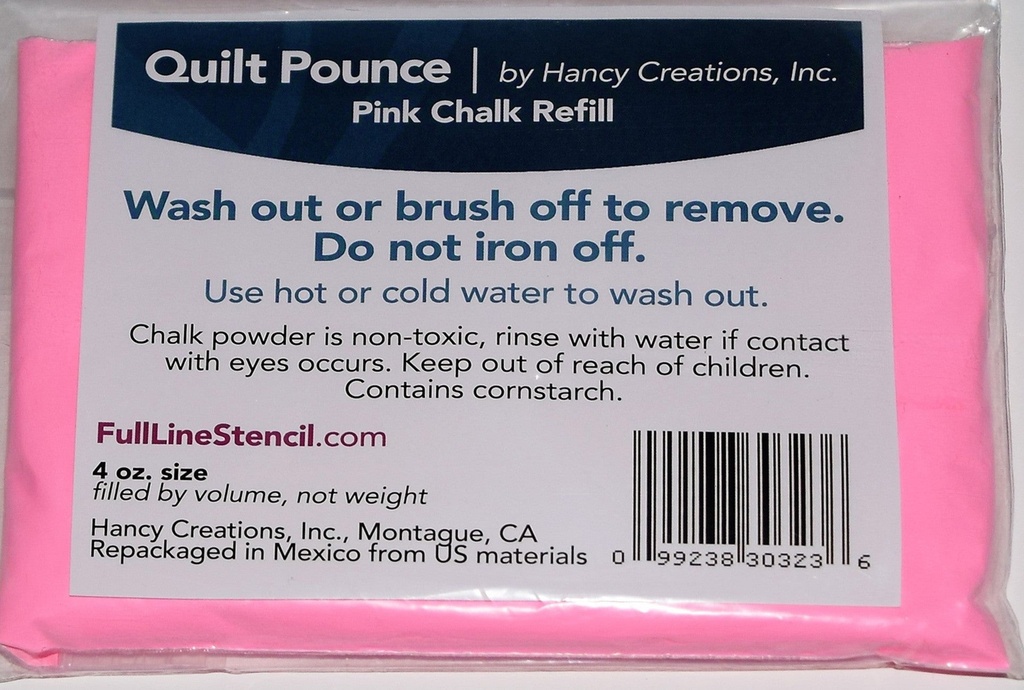 Quilt Pounce | by Hancy Creations, Inc.
Pink Chalk Refill
Wash out or brush off to remove.
Do not iron off.
Use hot or cold water to wash out.
Chalk powder is non-toxic, rinse with water if contact
with eyes occurs. Keep out of reach of children.
Contains cornstarch.
FullLineStencil.com
4 oz. size
filled by volume, not weight
Hancy Creations, Inc., Montague, CA
Repackaged in Mexico from US materials
0 99238 30323 6